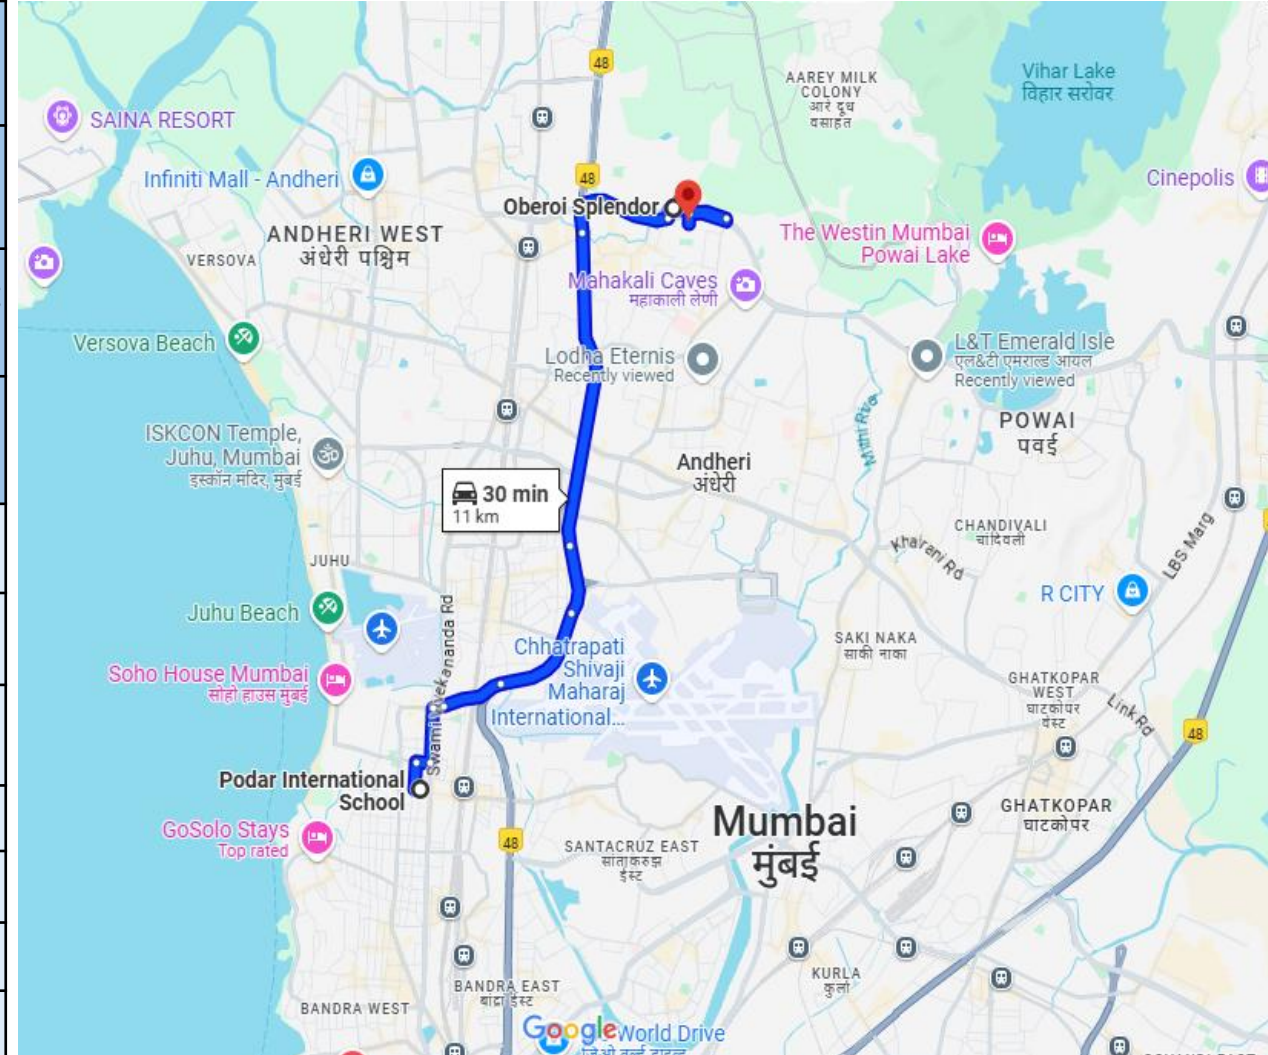 48
AAREY MILK
COLONY
आरे दूध
वसाहत
Vihar Lake
विहार सरोवर
SAINA RESORT
Infiniti Mall - Andheri
48
Cinepolis
Oberoi Splendor
ANDHERI WEST
अंधेरी पश्चिम
VERSOVA
The Westin Mumbai
Powai Lake
Mahakali Caves
महाकाली लेणी
Versova Beach
Lodha Eternis
Recently viewed
L&T Emerald Isle
एल&टी एमराल्ड आयल
Recently viewed
POWAI
पवई
ISKCON Temple,
Juhu, Mumbai
इस्कॉन मंदिर, मुंबई
Mithi
Andheri
अंधेरी
30 min
11 km
CHANDIVALI
चांदिवली
Khairani Rd
LBS Marg
JUHU
R CITY
Juhu Beach
Swami Vivekananda Rd
Chhatrapati
Shivaji
Maharaj
International...
SAKI NAKA
साकी नाका
Soho House Mumbai
सोहो हाउस मुंबई
GHATKOPAR
WEST
घाटकोपर
वेस्ट
Link Rd
48
Podar International
School
GoSolo Stays
Top rated
48
Mumbai
मुंबई
GHATKOPAR
घाटकोपर
SANTACRUZ EAST
सांताक्रुझ
ईस्ट
KURLA
कुर्ला
BANDRA EAST
बांद्रा ईस्ट
BANDRA WEST
Google
World Drive